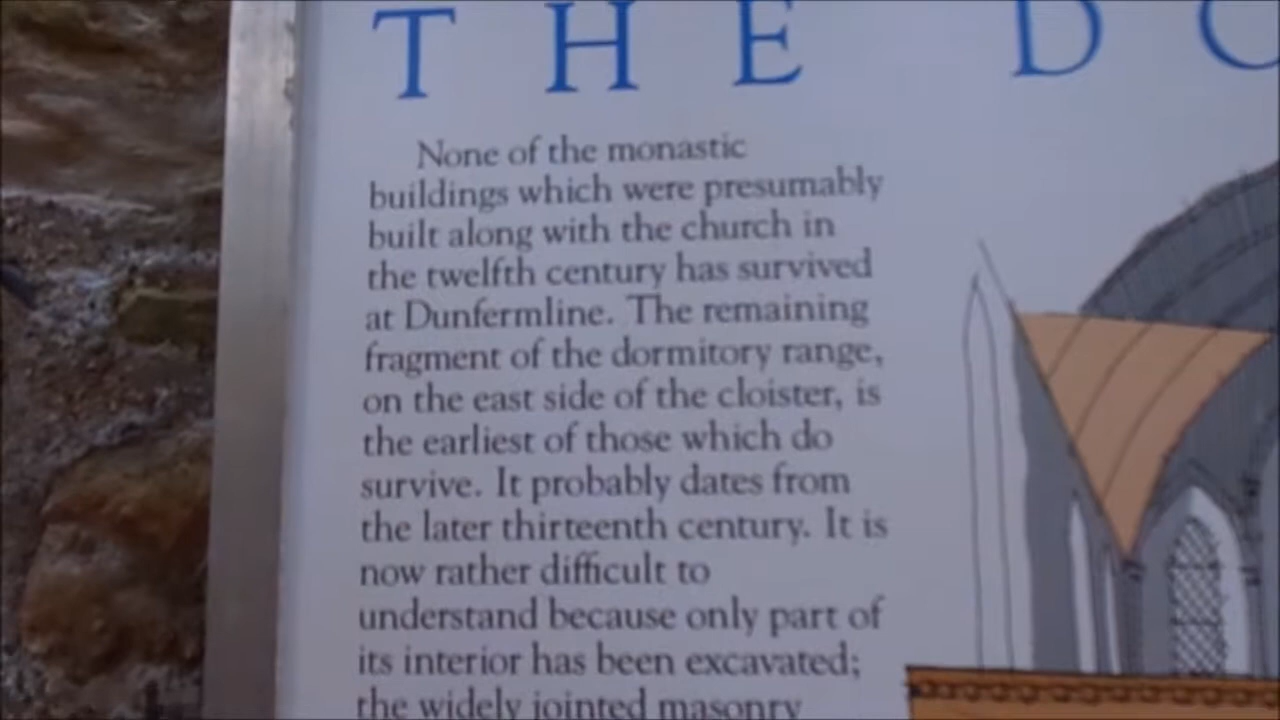 THE DO
None of the monastic
buildings which were presumably
built along with the church in
the twelfth century has survived
at Dunfermline. The remaining
fragment of the dormitory range,
on the east side of the cloister, is
the earliest of those which do
survive. It probably dates from
the later thirteenth century. It is
now rather difficult to
understand because only part of
its interior has been excavated;
the widely jointed masonry